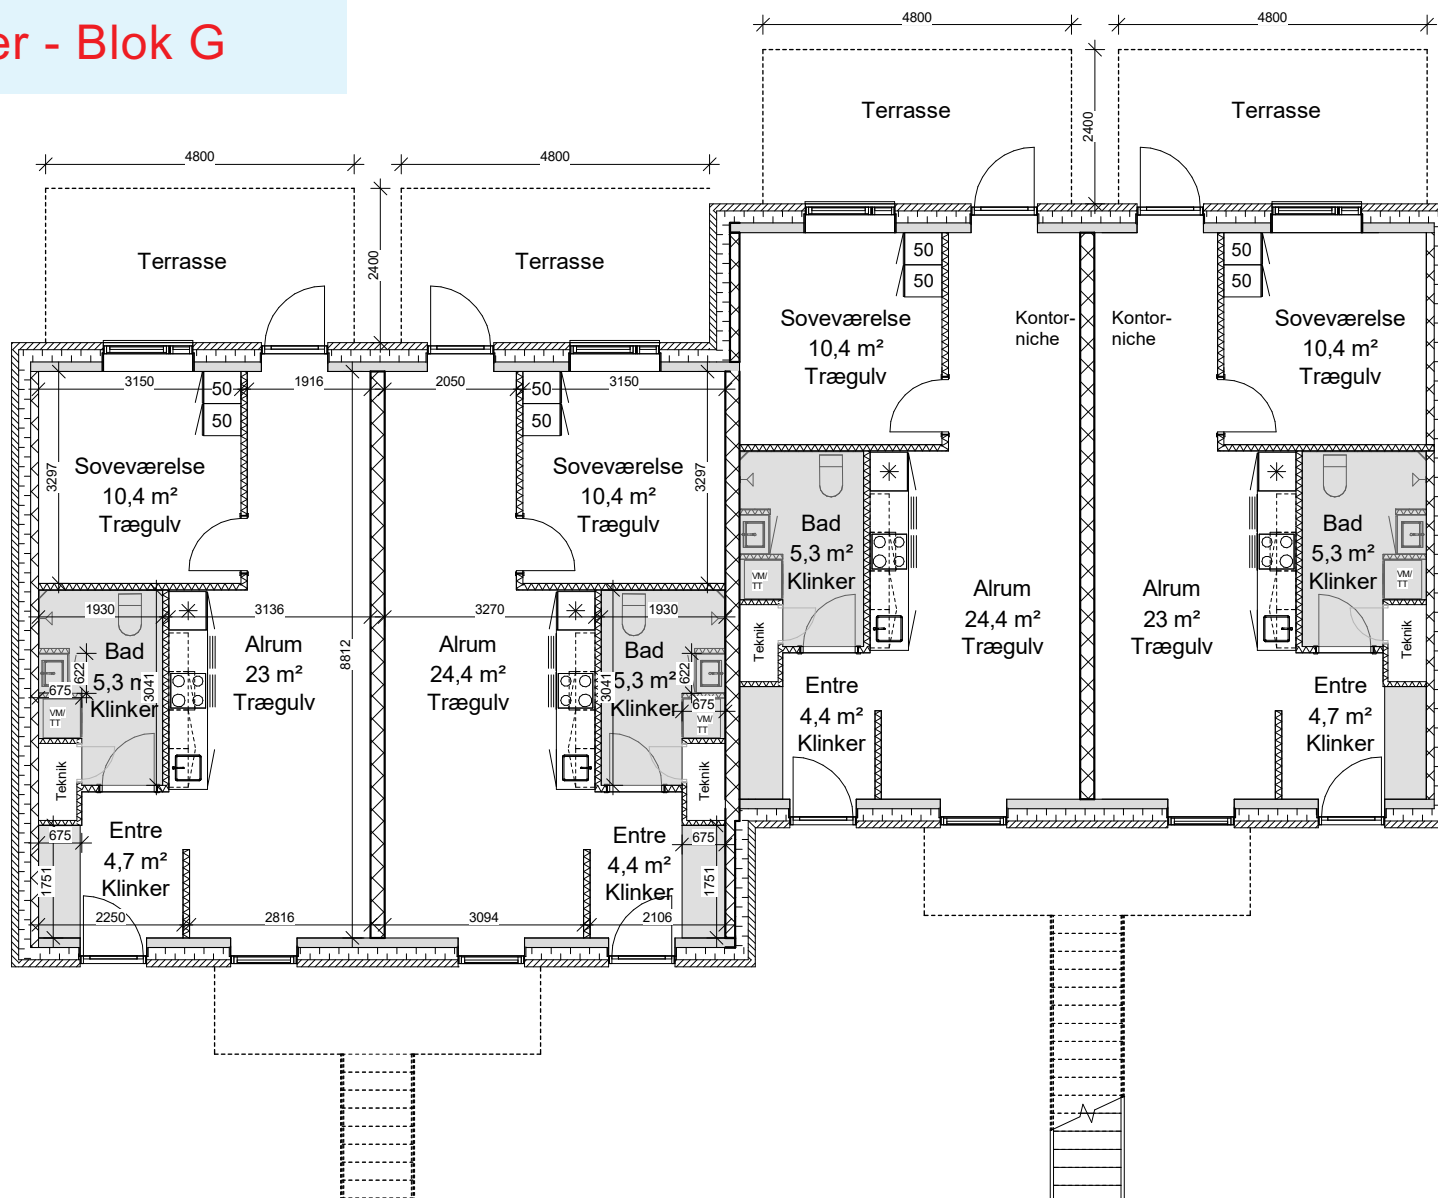 er - Blok G
4800
4800
Terrasse
Terrasse
2400
4800
4800
Terrasse
Terrasse
2400
50
50
Soveværelse
10,4 m²
Trægulv
Kontor-
niche
Kontor-
niche
50
50
Soveværelse
10,4 m²
Trægulv
3150
50
50
1916
2050
50
50
3150
3297
Soveværelse
10,4 m²
Trægulv
Soveværelse
10,4 m²
Trægulv
3297
Bad
5,3 m²
Klinker
VM/
TT
Teknik
Alrum
24,4 m²
Trægulv
Alrum
23 m²
Trægulv
Bad
5,3 m²
Klinker
VM/
TT
Teknik
Entre
4,4 m²
Klinker
Entre
4,7 m²
Klinker
1930
3136
8812
3270
1930
Bad
5,3 m²
Klinker
622
675
3041
VM/
TT
Teknik
Alrum
23 m²
Trægulv
Alrum
24,4 m²
Trægulv
Bad
5,3 m²
Klinker
3041
622
675
VM/
TT
Teknik
Entre
4,7 m²
Klinker
675
1751
Entre
4,4 m²
Klinker
675
1751
2250
2816
3094
2106